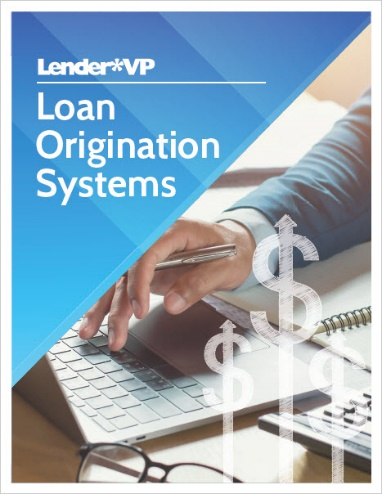 Lender*VP
Loan
Origination
Systems
$
$
$